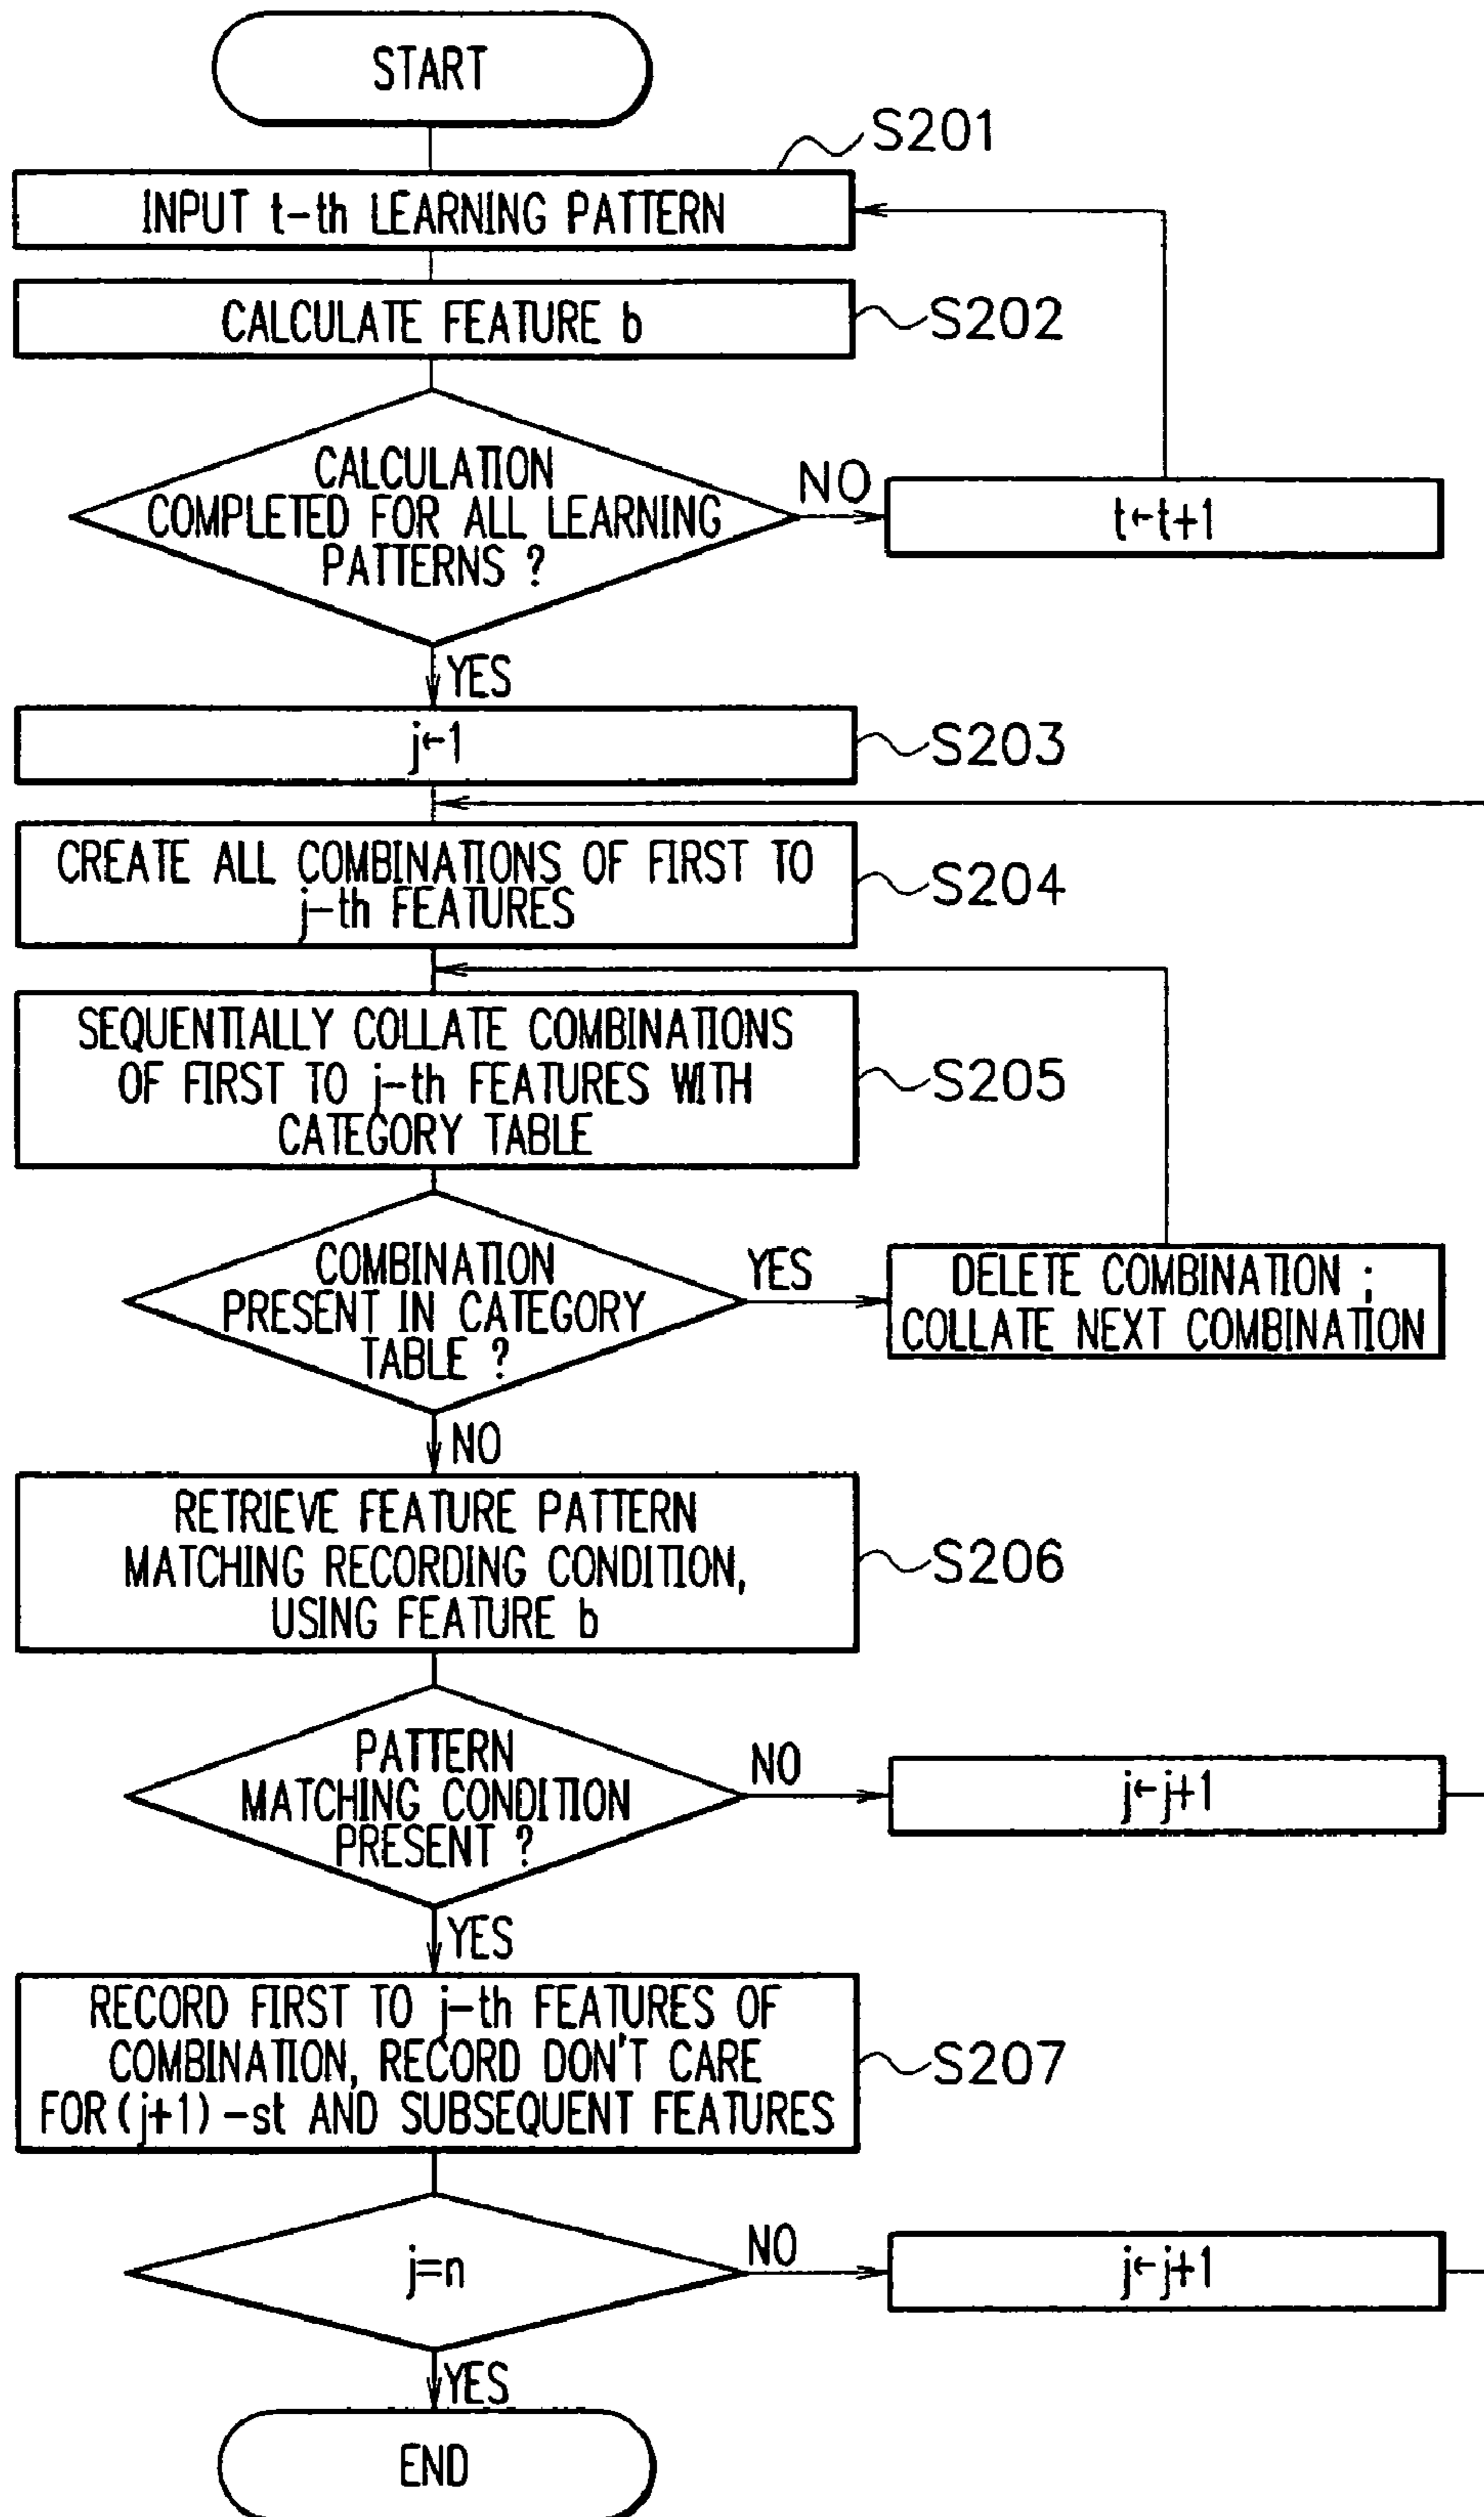 START
S201
INPUT t-th LEARNING PATTERN
CALCULATE FEATURE b
S202
CALCULATION
COMPLETED FOR ALL LEARNING
PATTERNS ?
NO
t←t+1
YES
j←1
S203
CREATE ALL COMBINATIONS OF FIRST TO
j-th FEATURES
S204
SEQUENTIALLY COLLATE COMBINATIONS
OF FIRST TO j-th FEATURES WITH
CATEGORY TABLE
S205
COMBINATION
PRESENT IN CATEGORY
TABLE ?
YES
DELETE COMBINATION ;
COLLATE NEXT COMBINATION
NO
RETRIEVE FEATURE PATTERN
MATCHING RECORDING CONDITION,
USING FEATURE b
S206
PATTERN
MATCHING CONDITION
PRESENT ?
NO
j←j+1
YES
RECORD FIRST TO j-th FEATURES OF
COMBINATION, RECORD DON'T CARE
FOR (j+1)-st AND SUBSEQUENT FEATURES
S207
j=n
NO
j←j+1
YES
END